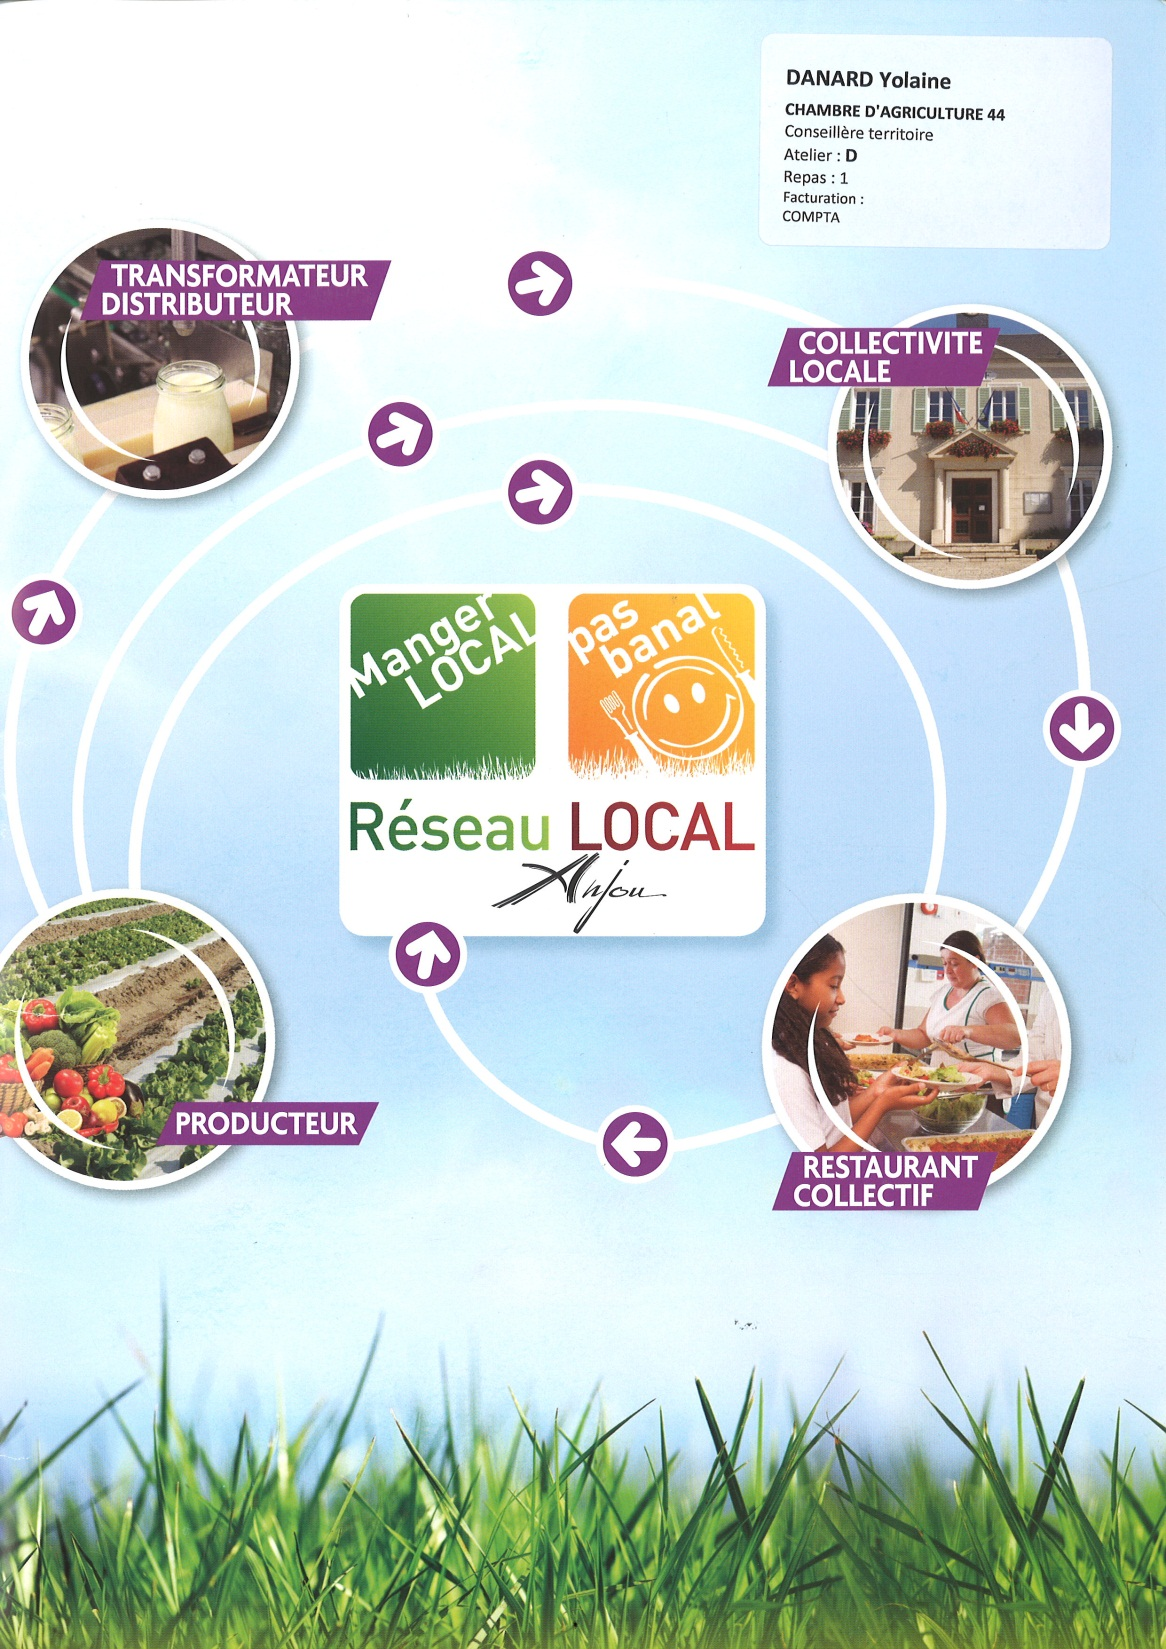 DANARD Yolaine
CHAMBRE D'AGRICULTURE 44
Conseillère territoire
Atelier : D
Repas : 1
Facturation :
COMPTA
TRANSFORMATEUR
DISTRIBUTEUR
COLLECTIVITE
LOCALE
Manger
LOCAL
pas
banal
Réseau LOCAL
Anjou
PRODUCTEUR
RESTAURANT
COLLECTIF